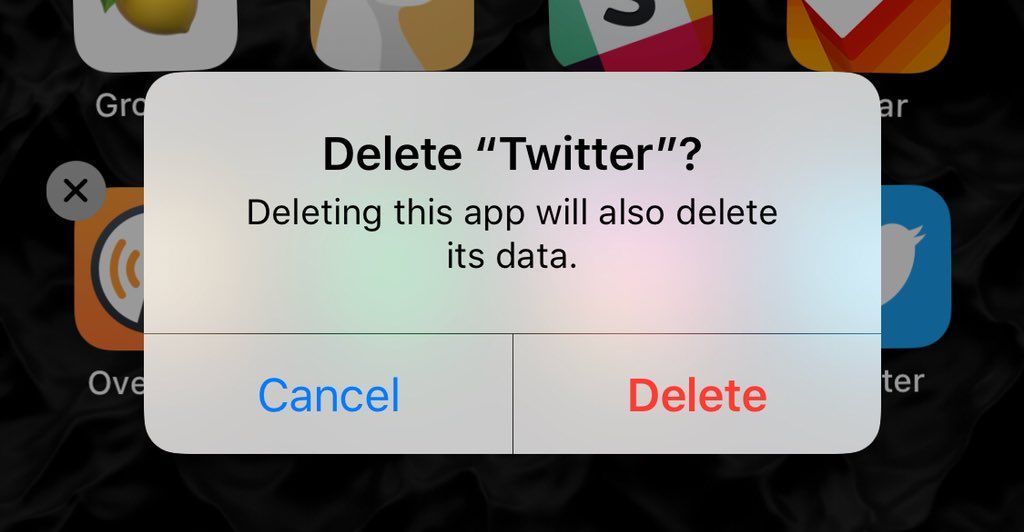 Gro
ar
Delete “Twitter”?
Deleting this app will also delete
its data.
Ove
ter
Cancel
Delete